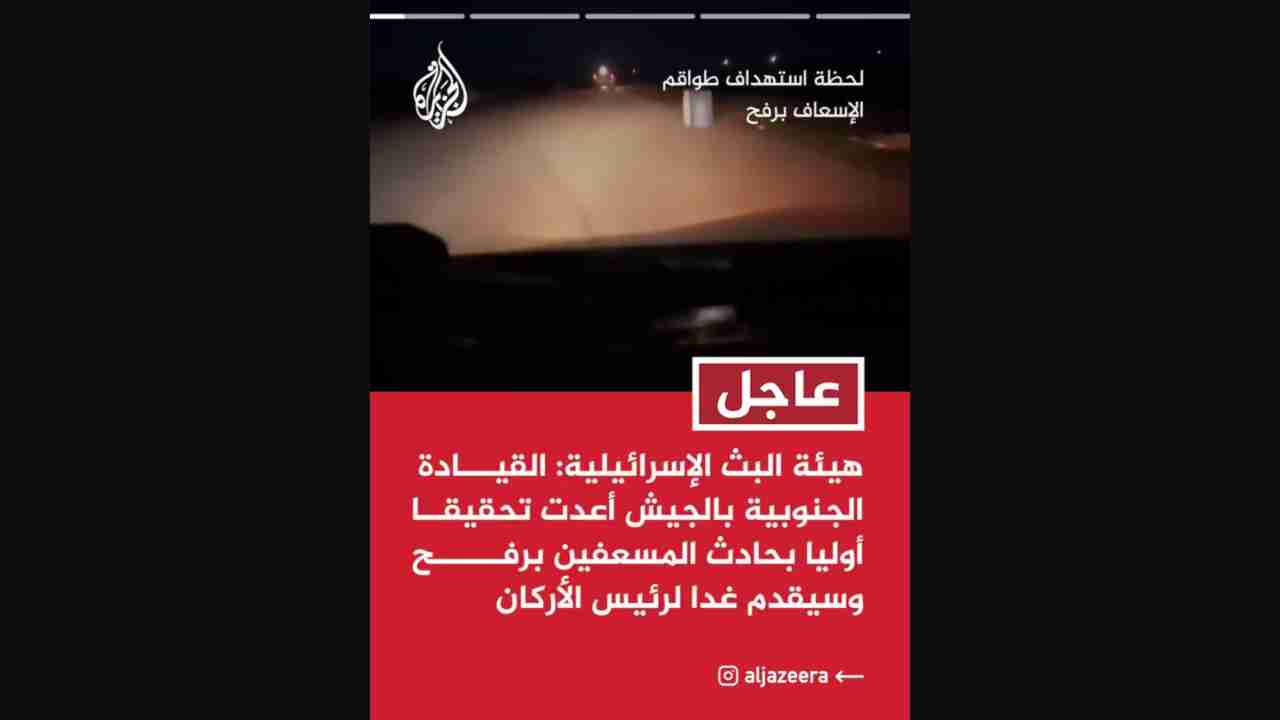 لحظة استهداف طواقم
الإسعاف برفح
الجزيرة
عاجل
هيئة البث الإسرائيلية: القيادة
الجنوبية بالجيش أعدت تحقيقا
أوليا بحادث المسعفين برفح
وسيقدم غدا لرئيس الأركان
aljazeera